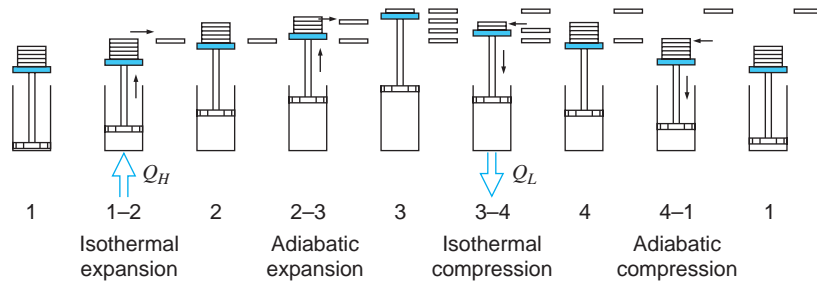 Q_H
Q_L
1
1–2
2
2–3
3
3–4
4
4–1
1
Isothermal
expansion
Adiabatic
expansion
Isothermal
compression
Adiabatic
compression